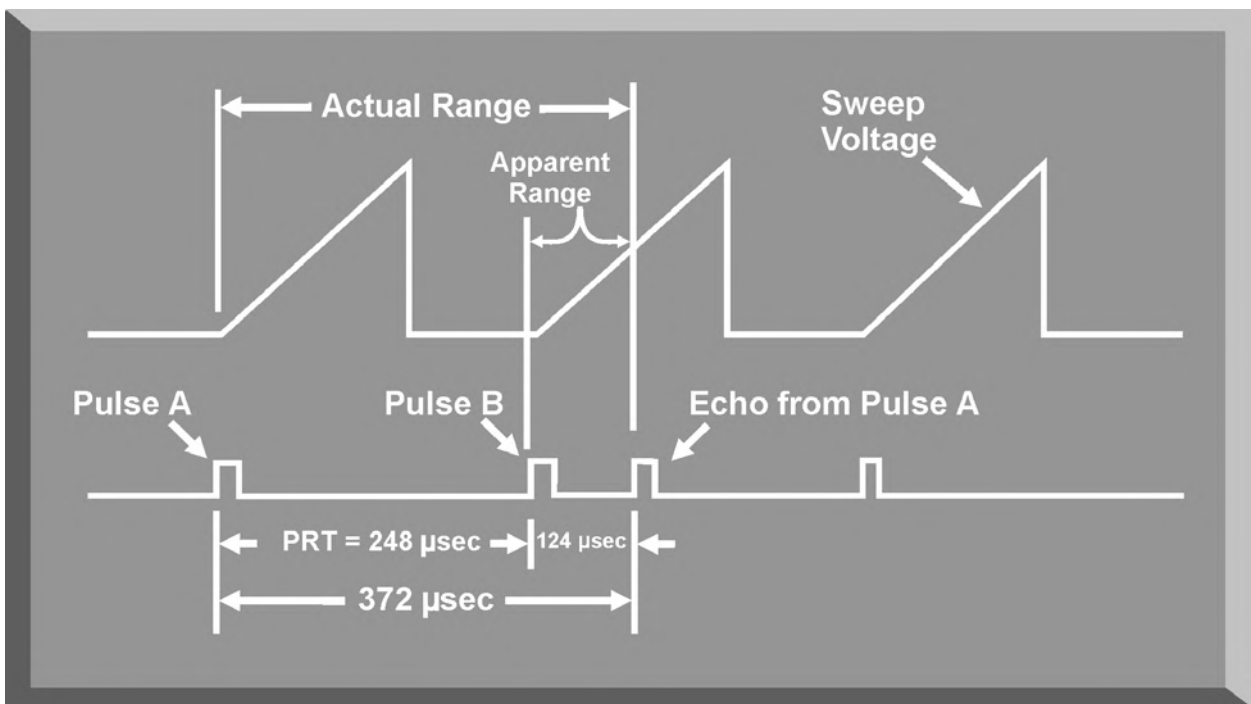 Actual Range
Sweep
Voltage
Apparent
Range
Pulse A
Pulse B
Echo from Pulse A
PRT = 248 µsec
124 µsec
372 µsec